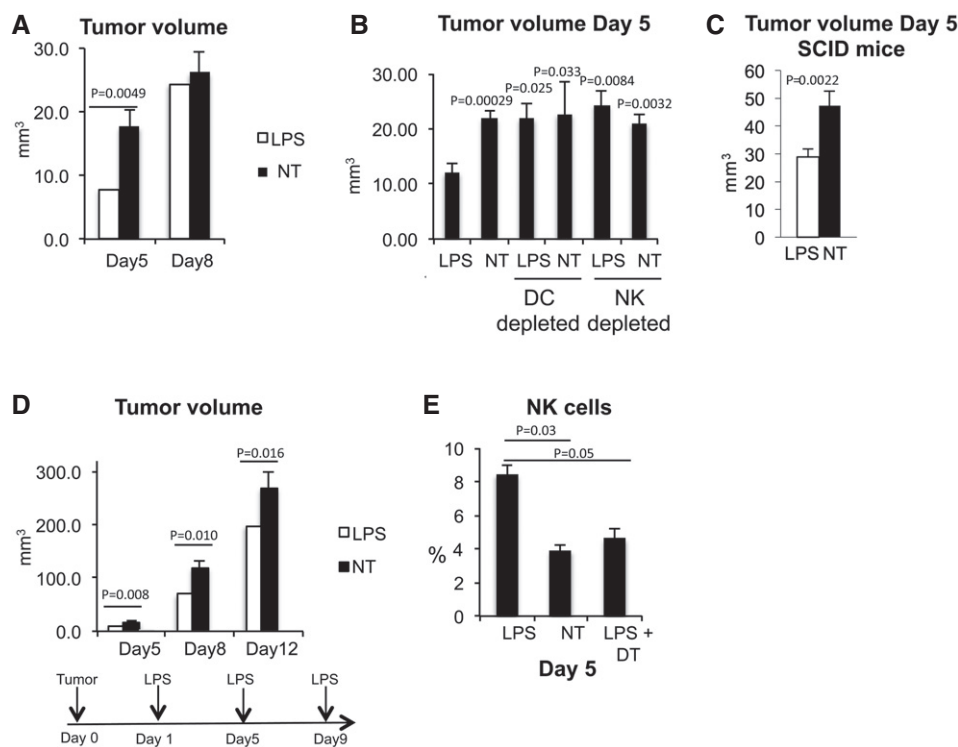 A Tumor volume
30.0
20.0
10.0
0.0
mm³
P=0.0049
Day5 Day8
LPS
NT
B Tumor volume Day 5
30.00
20.00
10.00
0.00
mm³
P=0.00029
P=0.025
P=0.033
P=0.0084
P=0.0032
LPS NT LPS NT LPS NT
DC
depleted
NK
depleted
C Tumor volume Day 5
SCID mice
60
50
40
30
20
10
0
mm³
P=0.0022
LPS NT
D Tumor volume
300.0
200.0
100.0
0.0
mm³
P=0.008
P=0.010
P=0.016
Day5 Day8 Day12
LPS
NT
Tumor LPS LPS LPS
Day 0 Day 1 Day5 Day9
E NK cells
10
8
6
4
2
0
%
P=0.03
P=0.05
LPS NT LPS +
DT
Day 5